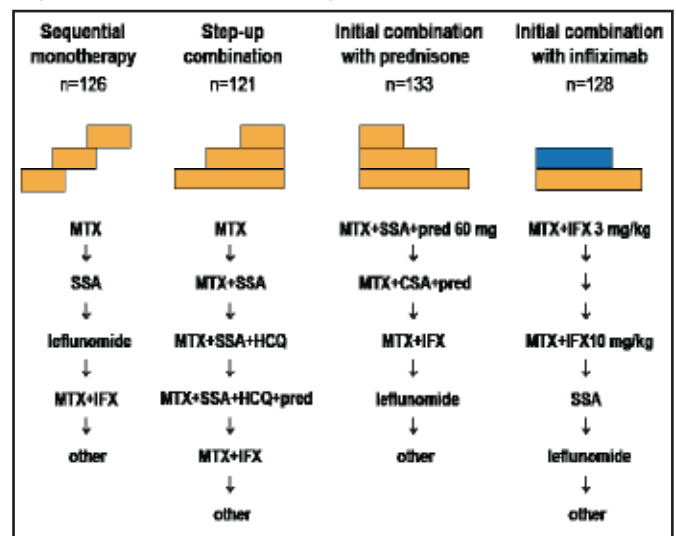 Sequential monotherapy
n=126
MTX
↓
SSA
↓
leflunomide
↓
MTX+IFX
↓
other
Step-up combination
n=121
MTX
↓
MTX+SSA
↓
MTX+SSA+HCQ
↓
MTX+SSA+HCQ+pred
↓
MTX+IFX
↓
other
Initial combination with prednisone
n=133
MTX+SSA+pred 60 mg
↓
MTX+CSA+pred
↓
MTX+IFX
↓
leflunomide
↓
other
Initial combination with infliximab
n=128
MTX+IFX 3 mg/kg
↓
↓
↓
MTX+IFX10 mg/kg
↓
SSA
↓
leflunomide
↓
other